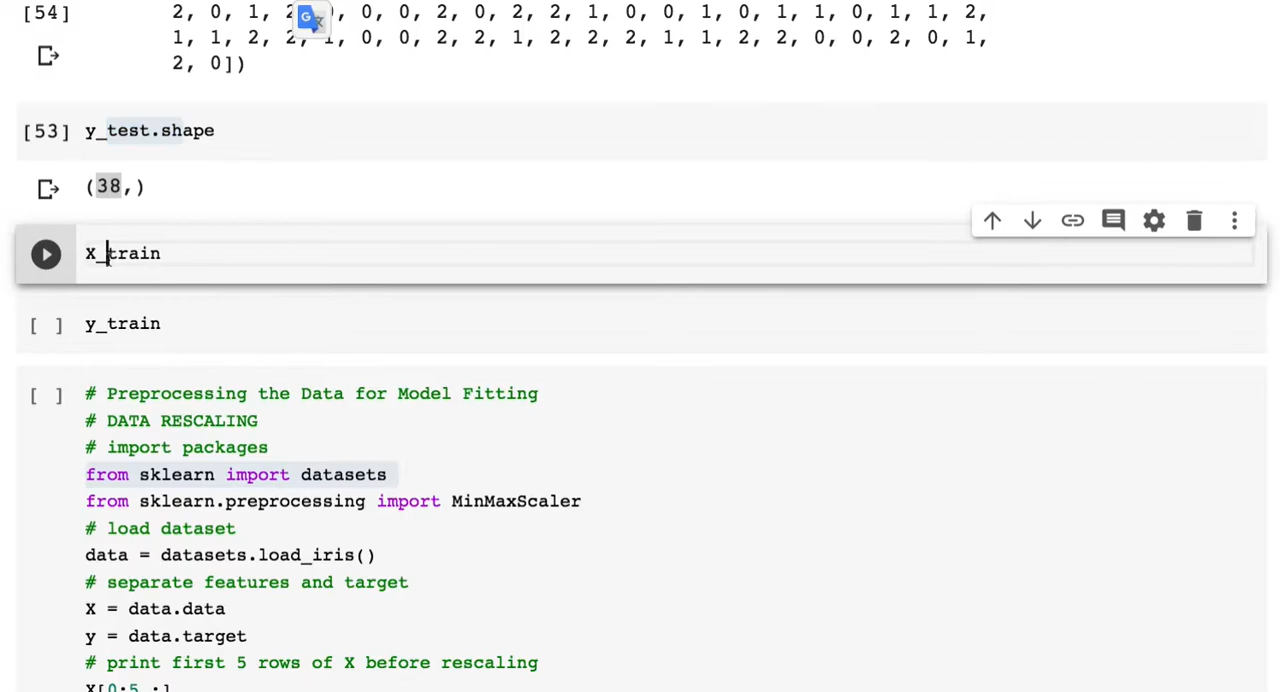 [54] 2, 0, 1, 2 0, 0, 0, 2, 0, 2, 2, 1, 0, 0, 1, 0, 1, 1, 0, 1, 1, 2,
1, 1, 2, 2, 1, 0, 0, 2, 2, 1, 2, 2, 2, 1, 1, 2, 2, 0, 0, 2, 0, 1,
2, 0])
[53] y_test.shape
(38,)
X_train
[ ] y_train
[ ] # Preprocessing the Data for Model Fitting
# DATA RESCALING
# import packages
from sklearn import datasets
from sklearn.preprocessing import MinMaxScaler
# load dataset
data = datasets.load_iris()
# separate features and target
X = data.data
y = data.target
# print first 5 rows of X before rescaling
X[0:5,:]